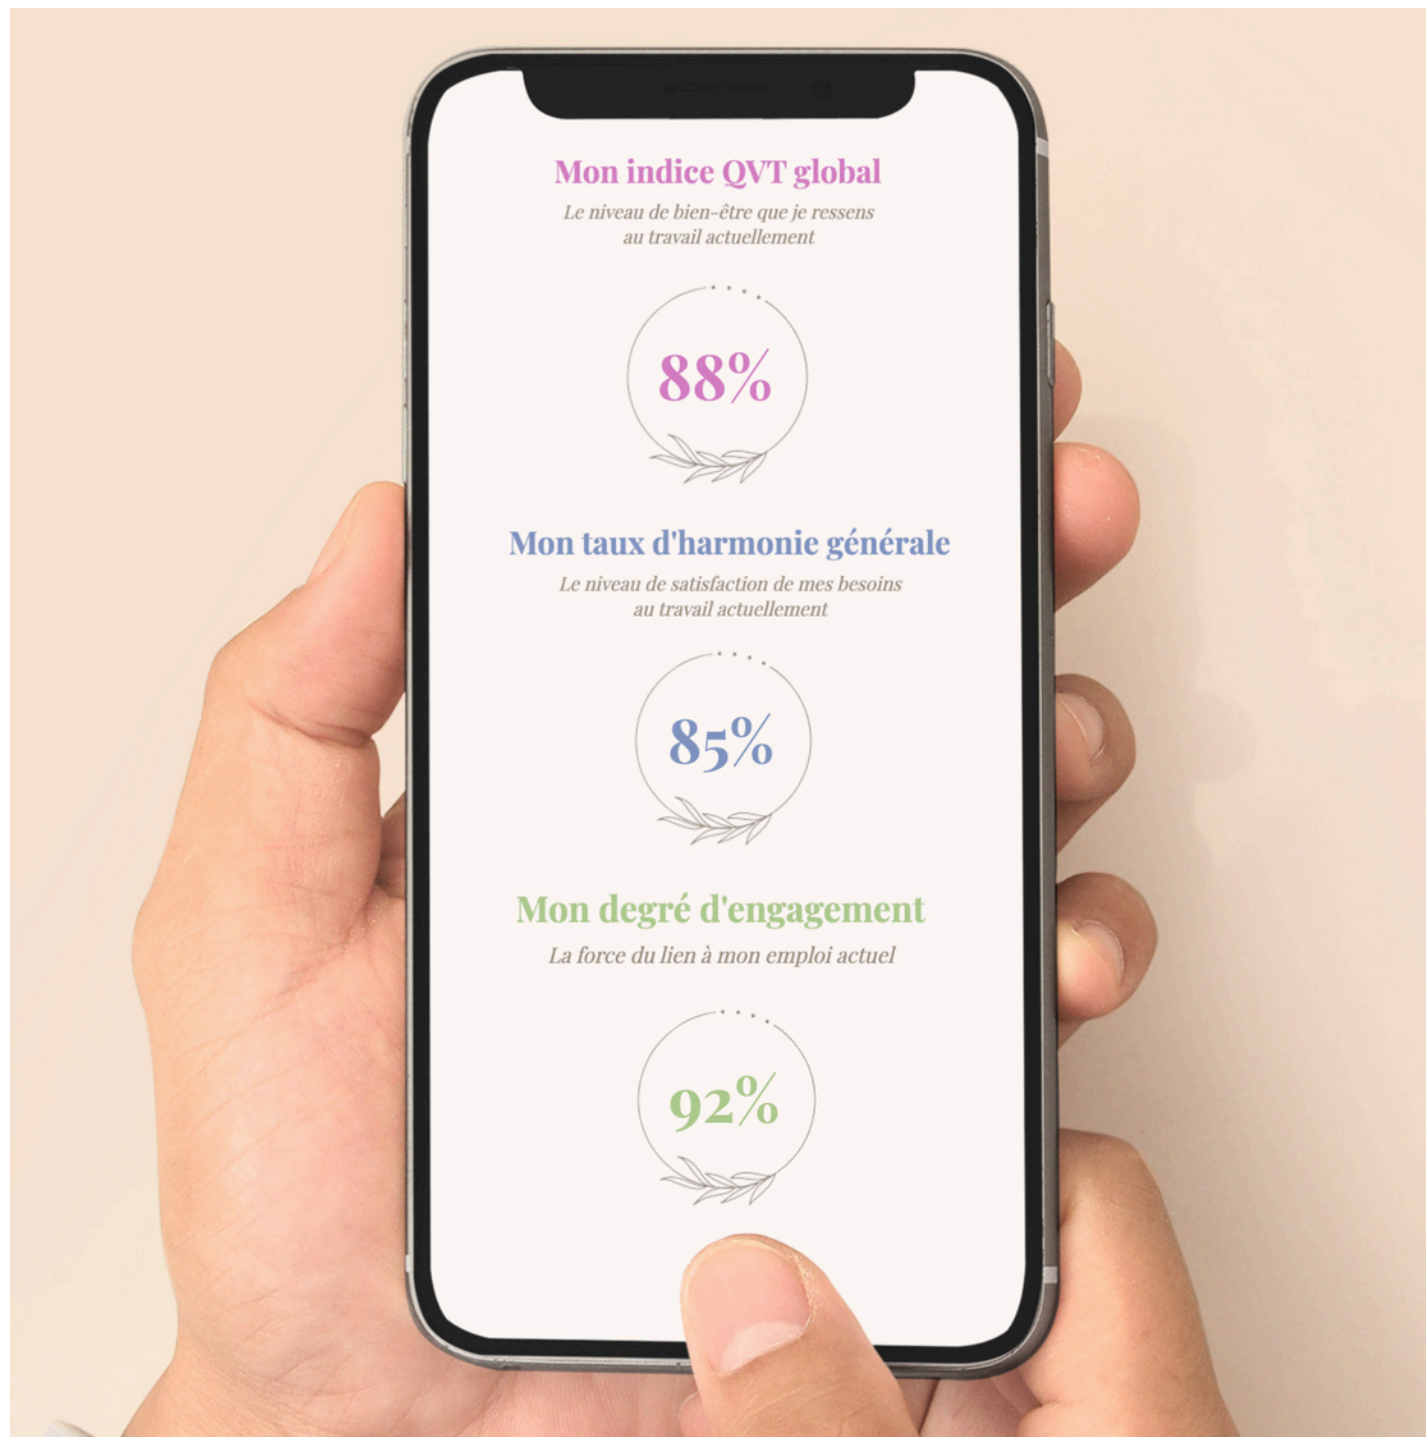 Mon indice QVT global
Le niveau de bien-être que je ressens
au travail actuellement
88%
Mon taux d'harmonie générale
Le niveau de satisfaction de mes besoins
au travail actuellement
85%
Mon degré d'engagement
La force du lien à mon emploi actuel
92%